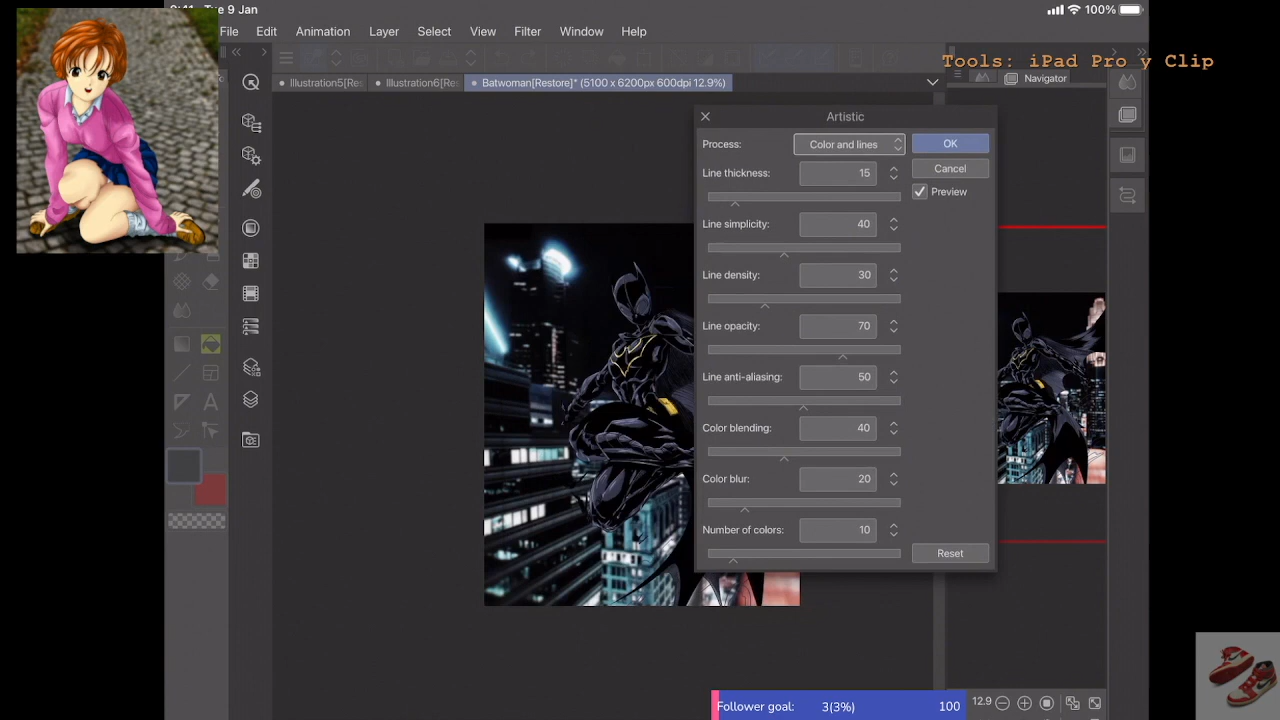 Tue 9 Jan
100%
File Edit Animation Layer Select View Filter Window Help
Tools: iPad Pro y Clip
Illustration5[Res
Illustration6[Res
Batwoman[Restore]* (5100 x 6200px 600dpi 12.9%)
Navigator
Artistic
Process: Color and lines OK
Cancel
Line thickness: 15
Preview
Line simplicity: 40
Line density: 30
Line opacity: 70
Line anti-aliasing: 50
Color blending: 40
Color blur: 20
Number of colors: 10
Reset
12.9
Follower goal: 3(3%) 100